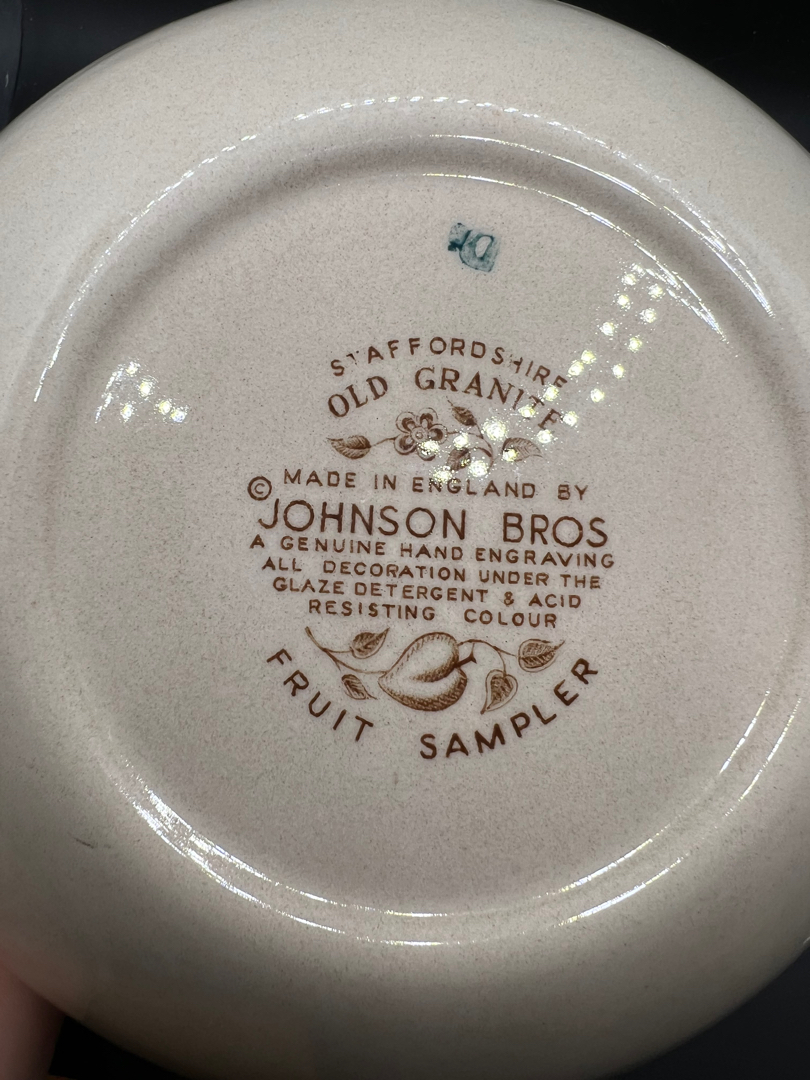 STAFFORDSHIRE
OLD GRANITE
MADE IN ENGLAND BY
© JOHNSON BROS
A GENUINE HAND ENGRAVING
ALL DECORATION UNDER THE
GLAZE DETERGENT & ACID
RESISTING COLOUR
FRUIT SAMPLER